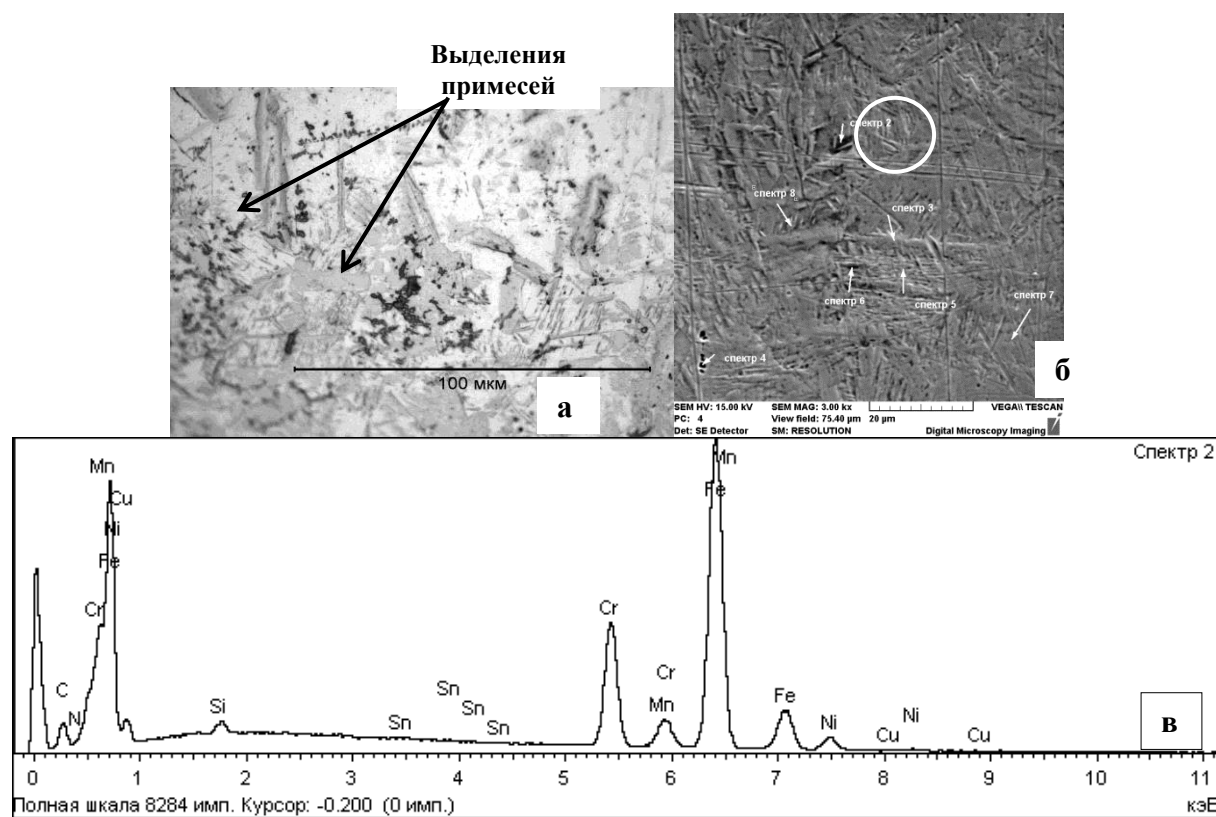 Выделения
примесей
100 мкм
а
спектр 2
спектр 8
спектр 3
спектр 6
спектр 5
спектр 7
спектр 4
б
SEM HV: 15.00 kV SEM MAG: 3.00 kx VEGA\\ TESCAN
PC: 4 View field: 75.40 µm 20 µm
Det: SE Detector SM: RESOLUTION Digital Microscopy Imaging
Спектр 2
Mn
Cu
Ni
Fe
Cr
C
N
Si
Sn
Sn
Sn
Sn
Cr
Cr
Mn
Mn
Fe
Fe
Ni
Ni
Cu
Cu
в
0 1 2 3 4 5 6 7 8 9 10 11
Полная шкала 8284 имп. Курсор: -0.200 (0 имп.) кэВ